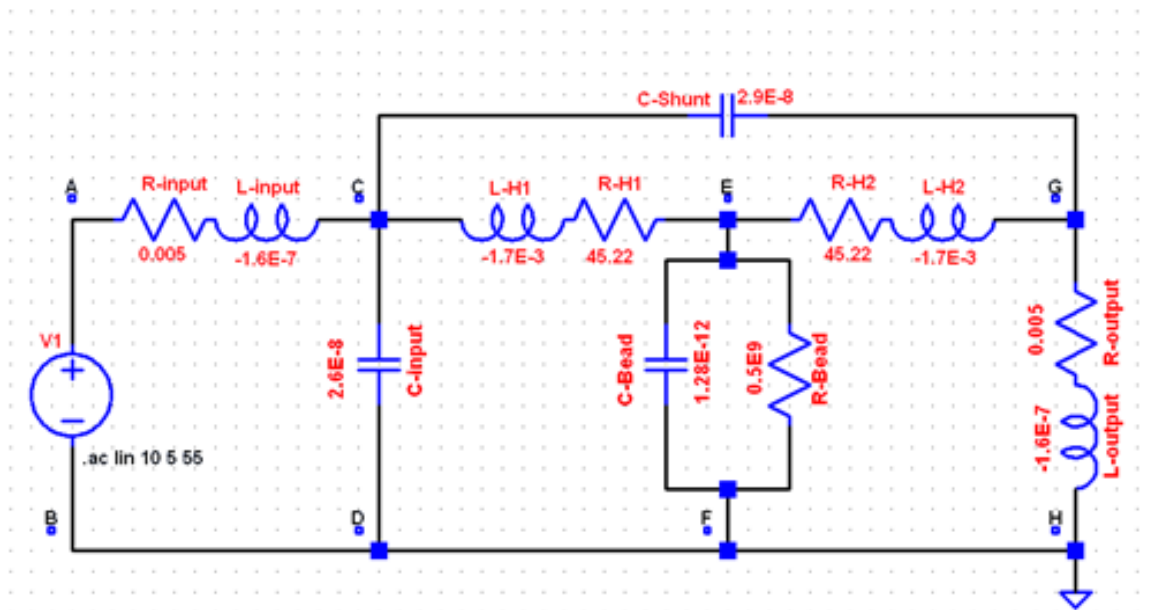 C-Shunt 2.9E-8
A R-input L-input C L-H1 R-H1 E R-H2 L-H2 G
0.005 -1.6E-7 -1.7E-3 45.22 45.22 -1.7E-3
V1
2.6E-8 C-input C-Bead 1.28E-12 0.5E9 R-Bead 0.005 R-output
-1.6E-7 L-output
.ac lin 10 5 55
B D F H